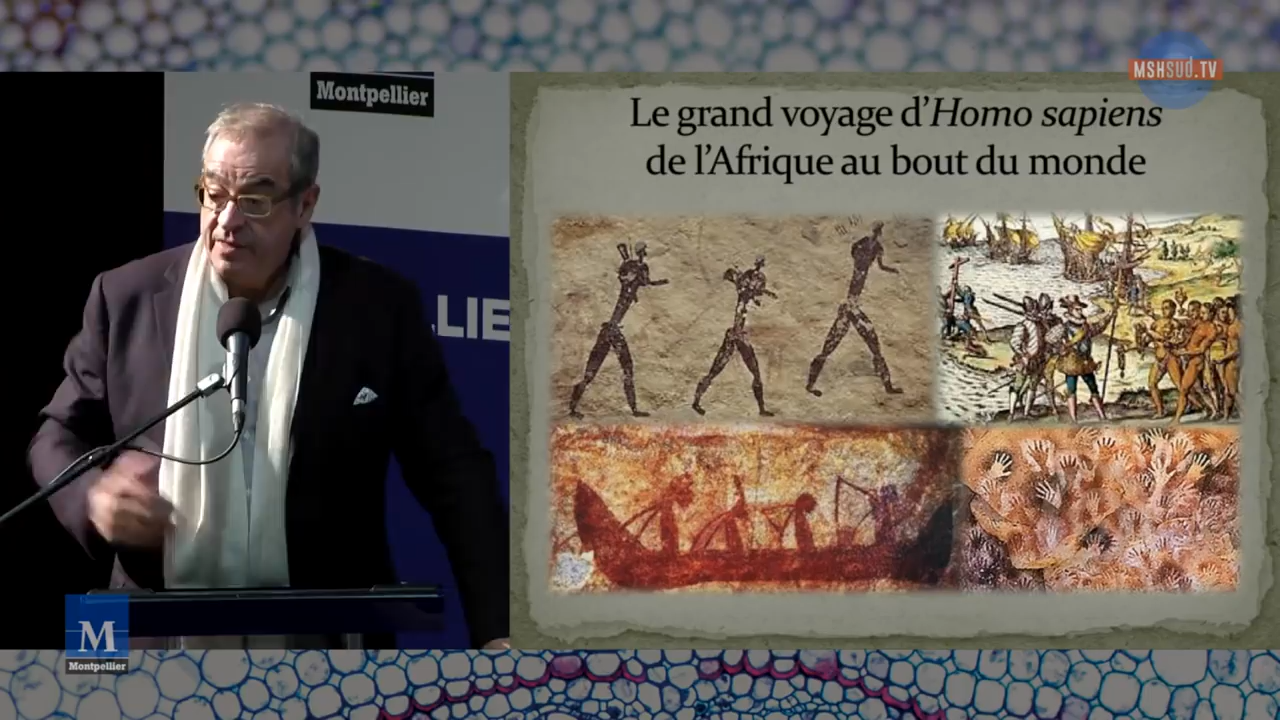 MSHSUD.TV
Montpellier
Le grand voyage d’Homo sapiens
de l’Afrique au bout du monde
LIE
M
Montpellier